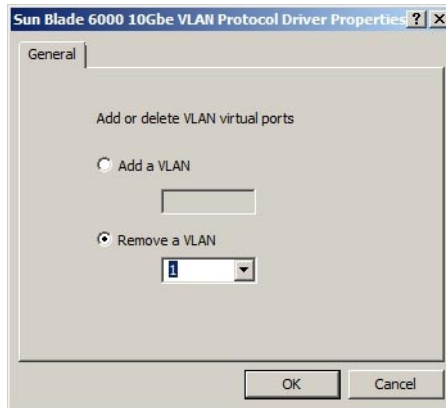 Sun Blade 6000 10Gbe VLAN Protocol Driver Properties
General
Add or delete VLAN virtual ports
Add a VLAN
Remove a VLAN
1
OK Cancel